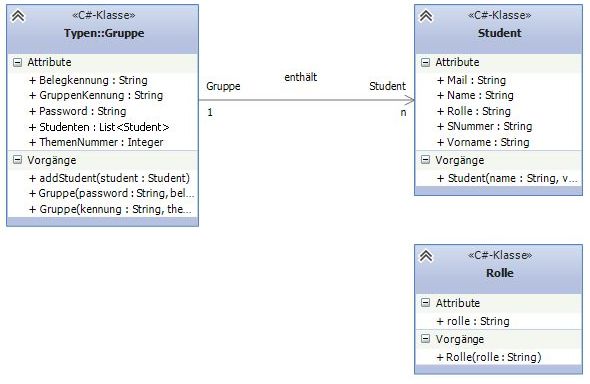 «C#-Klasse»
Typen::Gruppe
Attribute
+ Belegkennung : String
+ GruppenKennung : String
+ Password : String
+ Studenten : List<Student>
+ ThemenNummer : Integer
Vorgänge
+ addStudent(student : Student)
+ Gruppe(password : String, bel...
+ Gruppe(kennung : String, the...
Gruppe
enthält
Student
1
n
«C#-Klasse»
Student
Attribute
+ Mail : String
+ Name : String
+ Rolle : String
+ SNummer : String
+ Vorname : String
Vorgänge
+ Student(name : String, v...
«C#-Klasse»
Rolle
Attribute
+ rolle : String
Vorgänge
+ Rolle(rolle : String)